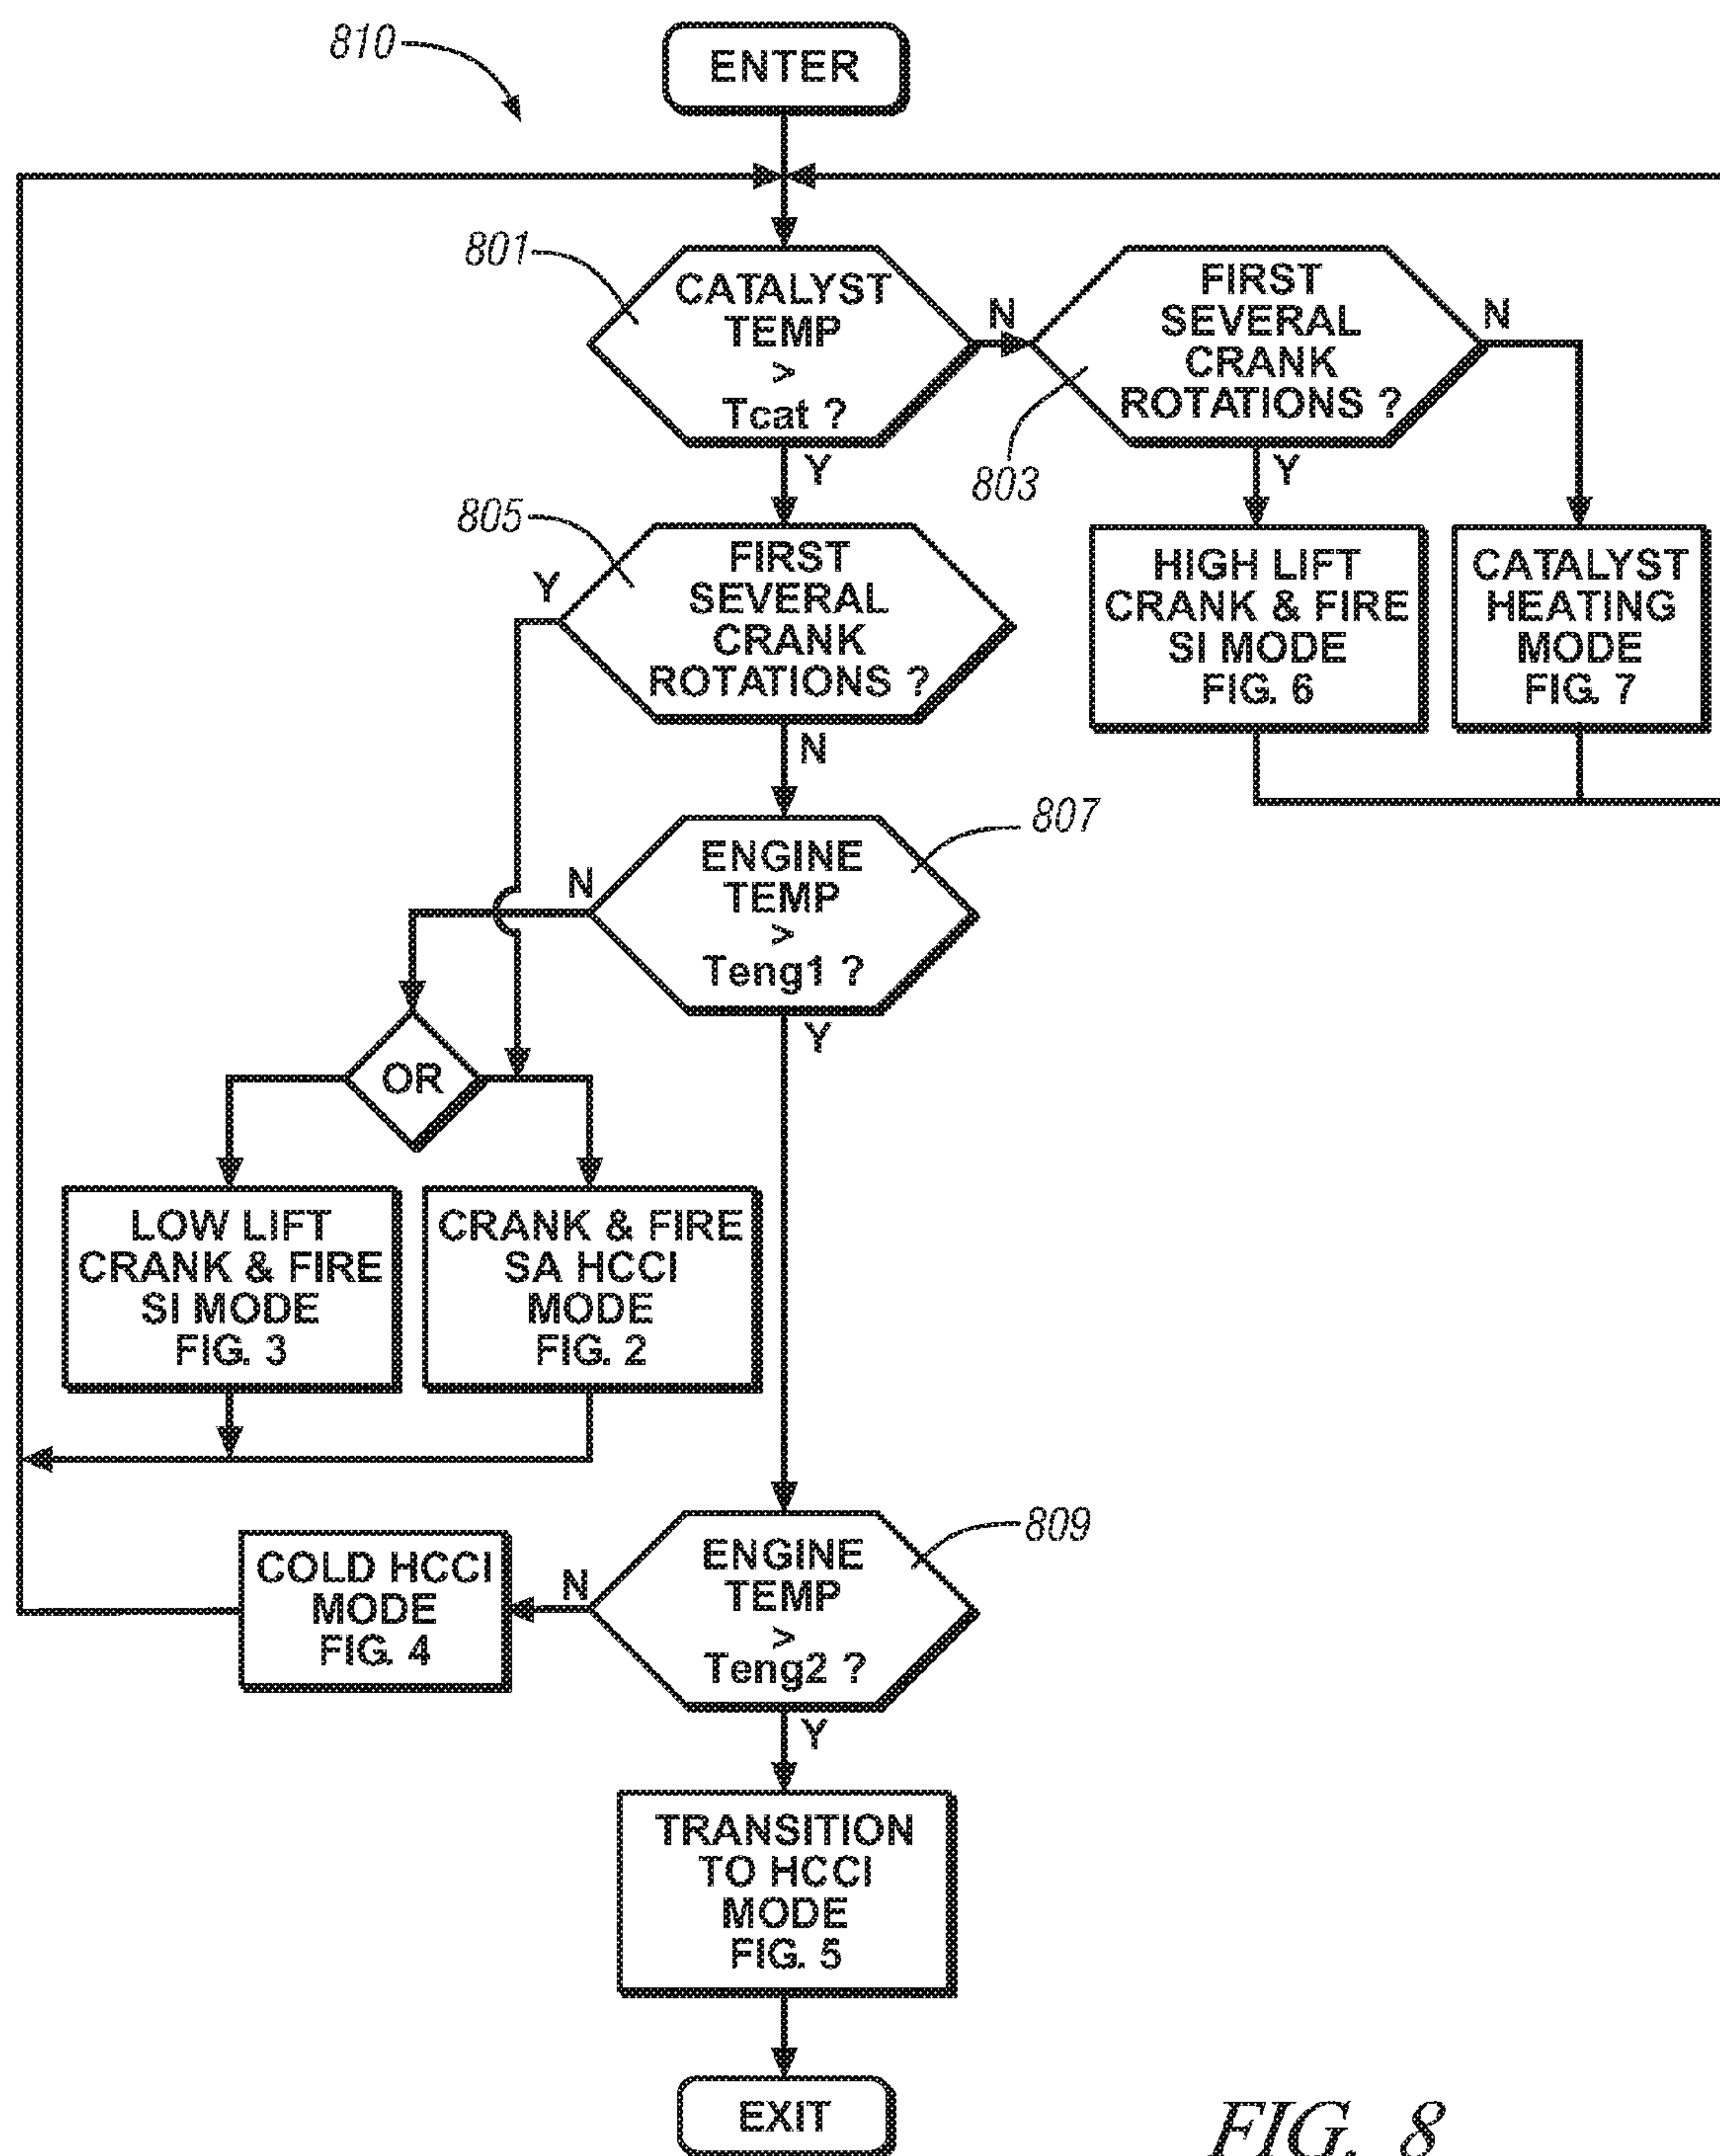 810
ENTER
801
CATALYST
TEMP
>
Tcat ?
N
Y
FIRST
SEVERAL
CRANK
ROTATIONS ?
N
803
Y
805
Y
FIRST
SEVERAL
CRANK
ROTATIONS ?
N
HIGH LIFT
CRANK & FIRE
SI MODE
FIG. 6
CATALYST
HEATING
MODE
FIG. 7
807
N
ENGINE
TEMP
>
Teng1 ?
Y
OR
LOW LIFT
CRANK & FIRE
SI MODE
FIG. 3
CRANK & FIRE
SA HCCI
MODE
FIG. 2
809
COLD HCCI
MODE
FIG. 4
N
ENGINE
TEMP
>
Teng2 ?
Y
TRANSITION
TO HCCI
MODE
FIG. 5
EXIT
FIG. 8